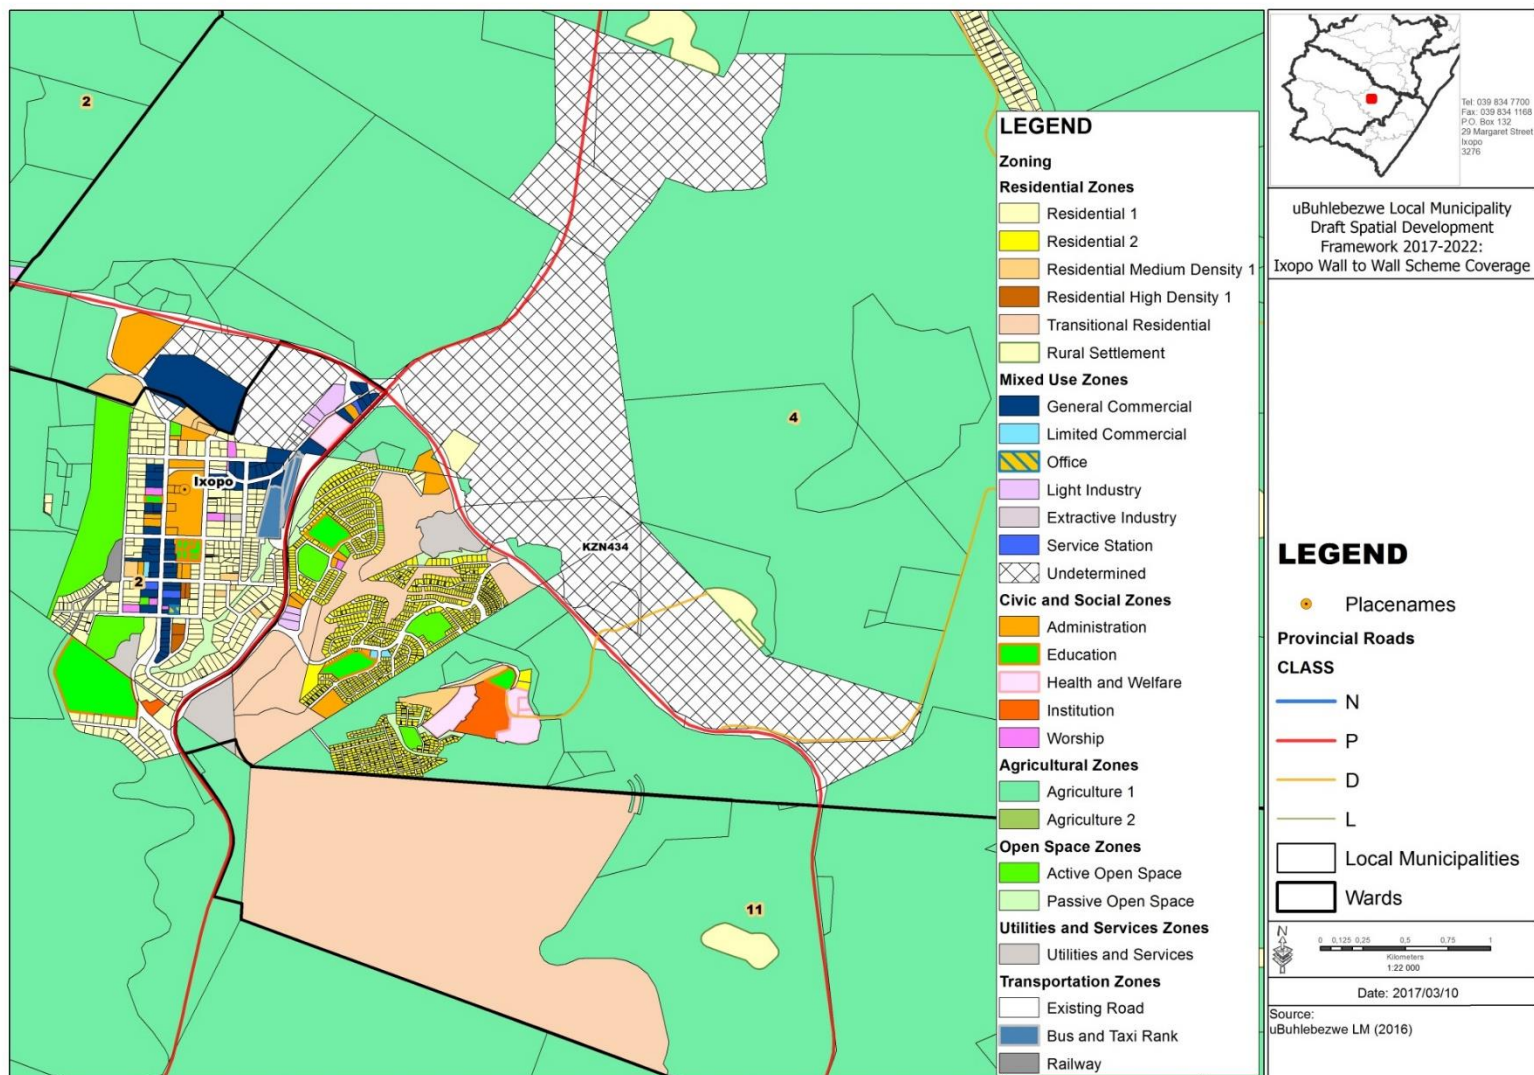 2
4
KZN434
Ixopo
2
11
LEGEND
Zoning
Residential Zones
Residential 1
Residential 2
Residential Medium Density 1
Residential High Density 1
Transitional Residential
Rural Settlement
Mixed Use Zones
General Commercial
Limited Commercial
Office
Light Industry
Extractive Industry
Service Station
Undetermined
Civic and Social Zones
Administration
Education
Health and Welfare
Institution
Worship
Agricultural Zones
Agriculture 1
Agriculture 2
Open Space Zones
Active Open Space
Passive Open Space
Utilities and Services Zones
Utilities and Services
Transportation Zones
Existing Road
Bus and Taxi Rank
Railway
Tel: 039 834 7700
Fax: 039 834 1168
P.O. Box 132
29 Margaret Street
Ixopo
3276
uBuhlebezwe Local Municipality
Draft Spatial Development
Framework 2017-2022:
Ixopo Wall to Wall Scheme Coverage
LEGEND
Placenames
Provincial Roads
CLASS
N
P
D
L
Local Municipalities
Wards
N
0 0,125 0,25 0,5 0,75 1
Kilometers
1:22 000
Date: 2017/03/10
Source:
uBuhlebezwe LM (2016)